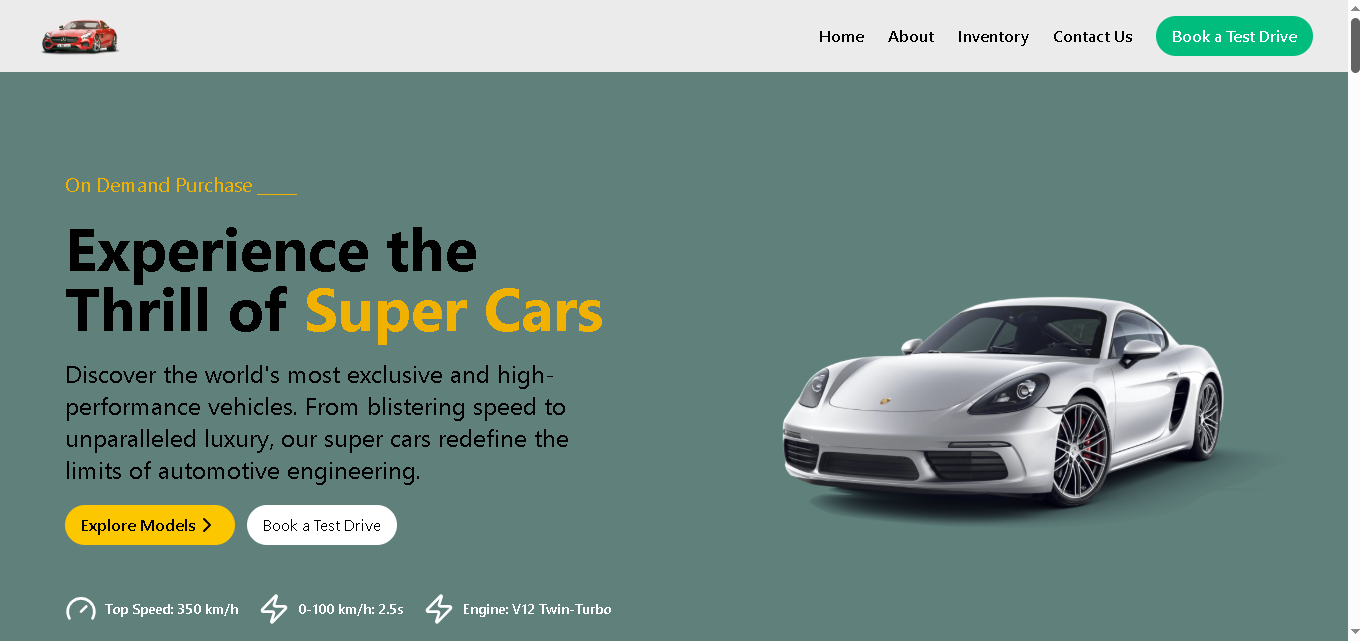 Home About Inventory Contact Us Book a Test Drive
On Demand Purchase ____
Experience the
Thrill of Super Cars
Discover the world's most exclusive and high-
performance vehicles. From blistering speed to
unparalleled luxury, our super cars redefine the
limits of automotive engineering.
Explore Models Book a Test Drive
Top Speed: 350 km/h 0-100 km/h: 2.5s Engine: V12 Twin-Turbo